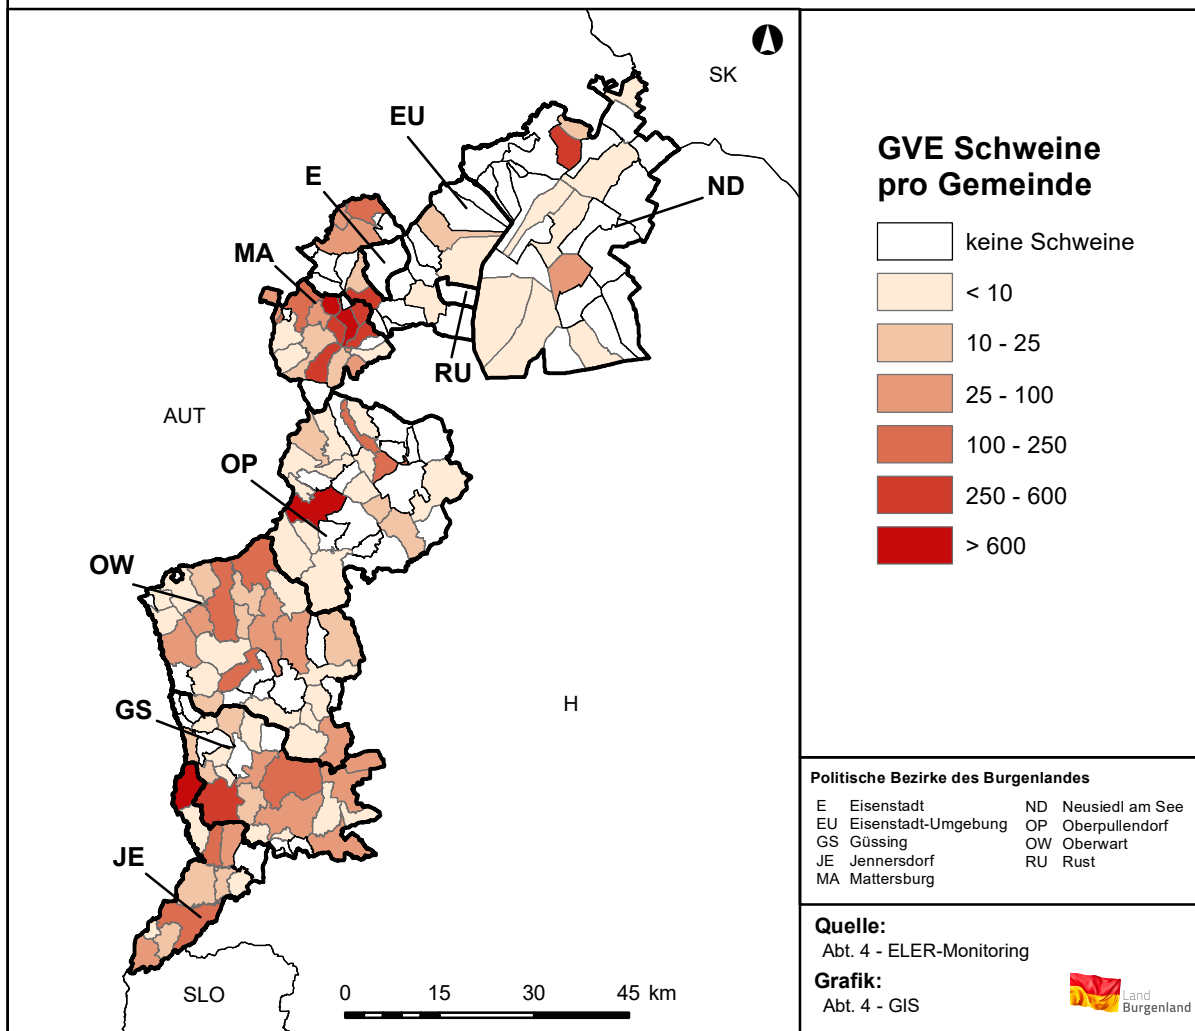 SK
EU
E
ND
MA
RU
AUT
OP
OW
H
GS
JE
SLO
0 15 30 45 km
GVE Schweine
pro Gemeinde
keine Schweine
< 10
10 - 25
25 - 100
100 - 250
250 - 600
> 600
Politische Bezirke des Burgenlandes
E Eisenstadt
EU Eisenstadt-Umgebung
GS Güssing
JE Jennersdorf
MA Mattersburg
ND Neusiedl am See
OP Oberpullendorf
OW Oberwart
RU Rust
Quelle:
Abt. 4 - ELER-Monitoring
Grafik:
Abt. 4 - GIS
Land
Burgenland